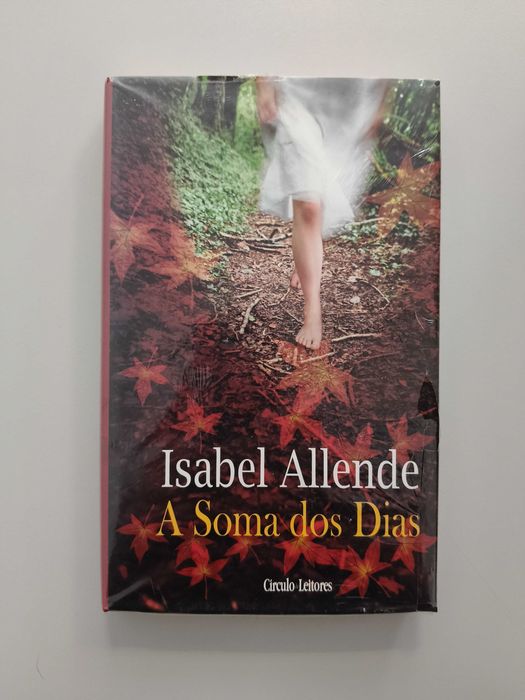 Isabel Allende
A Soma dos Dias
Círculo Leitores